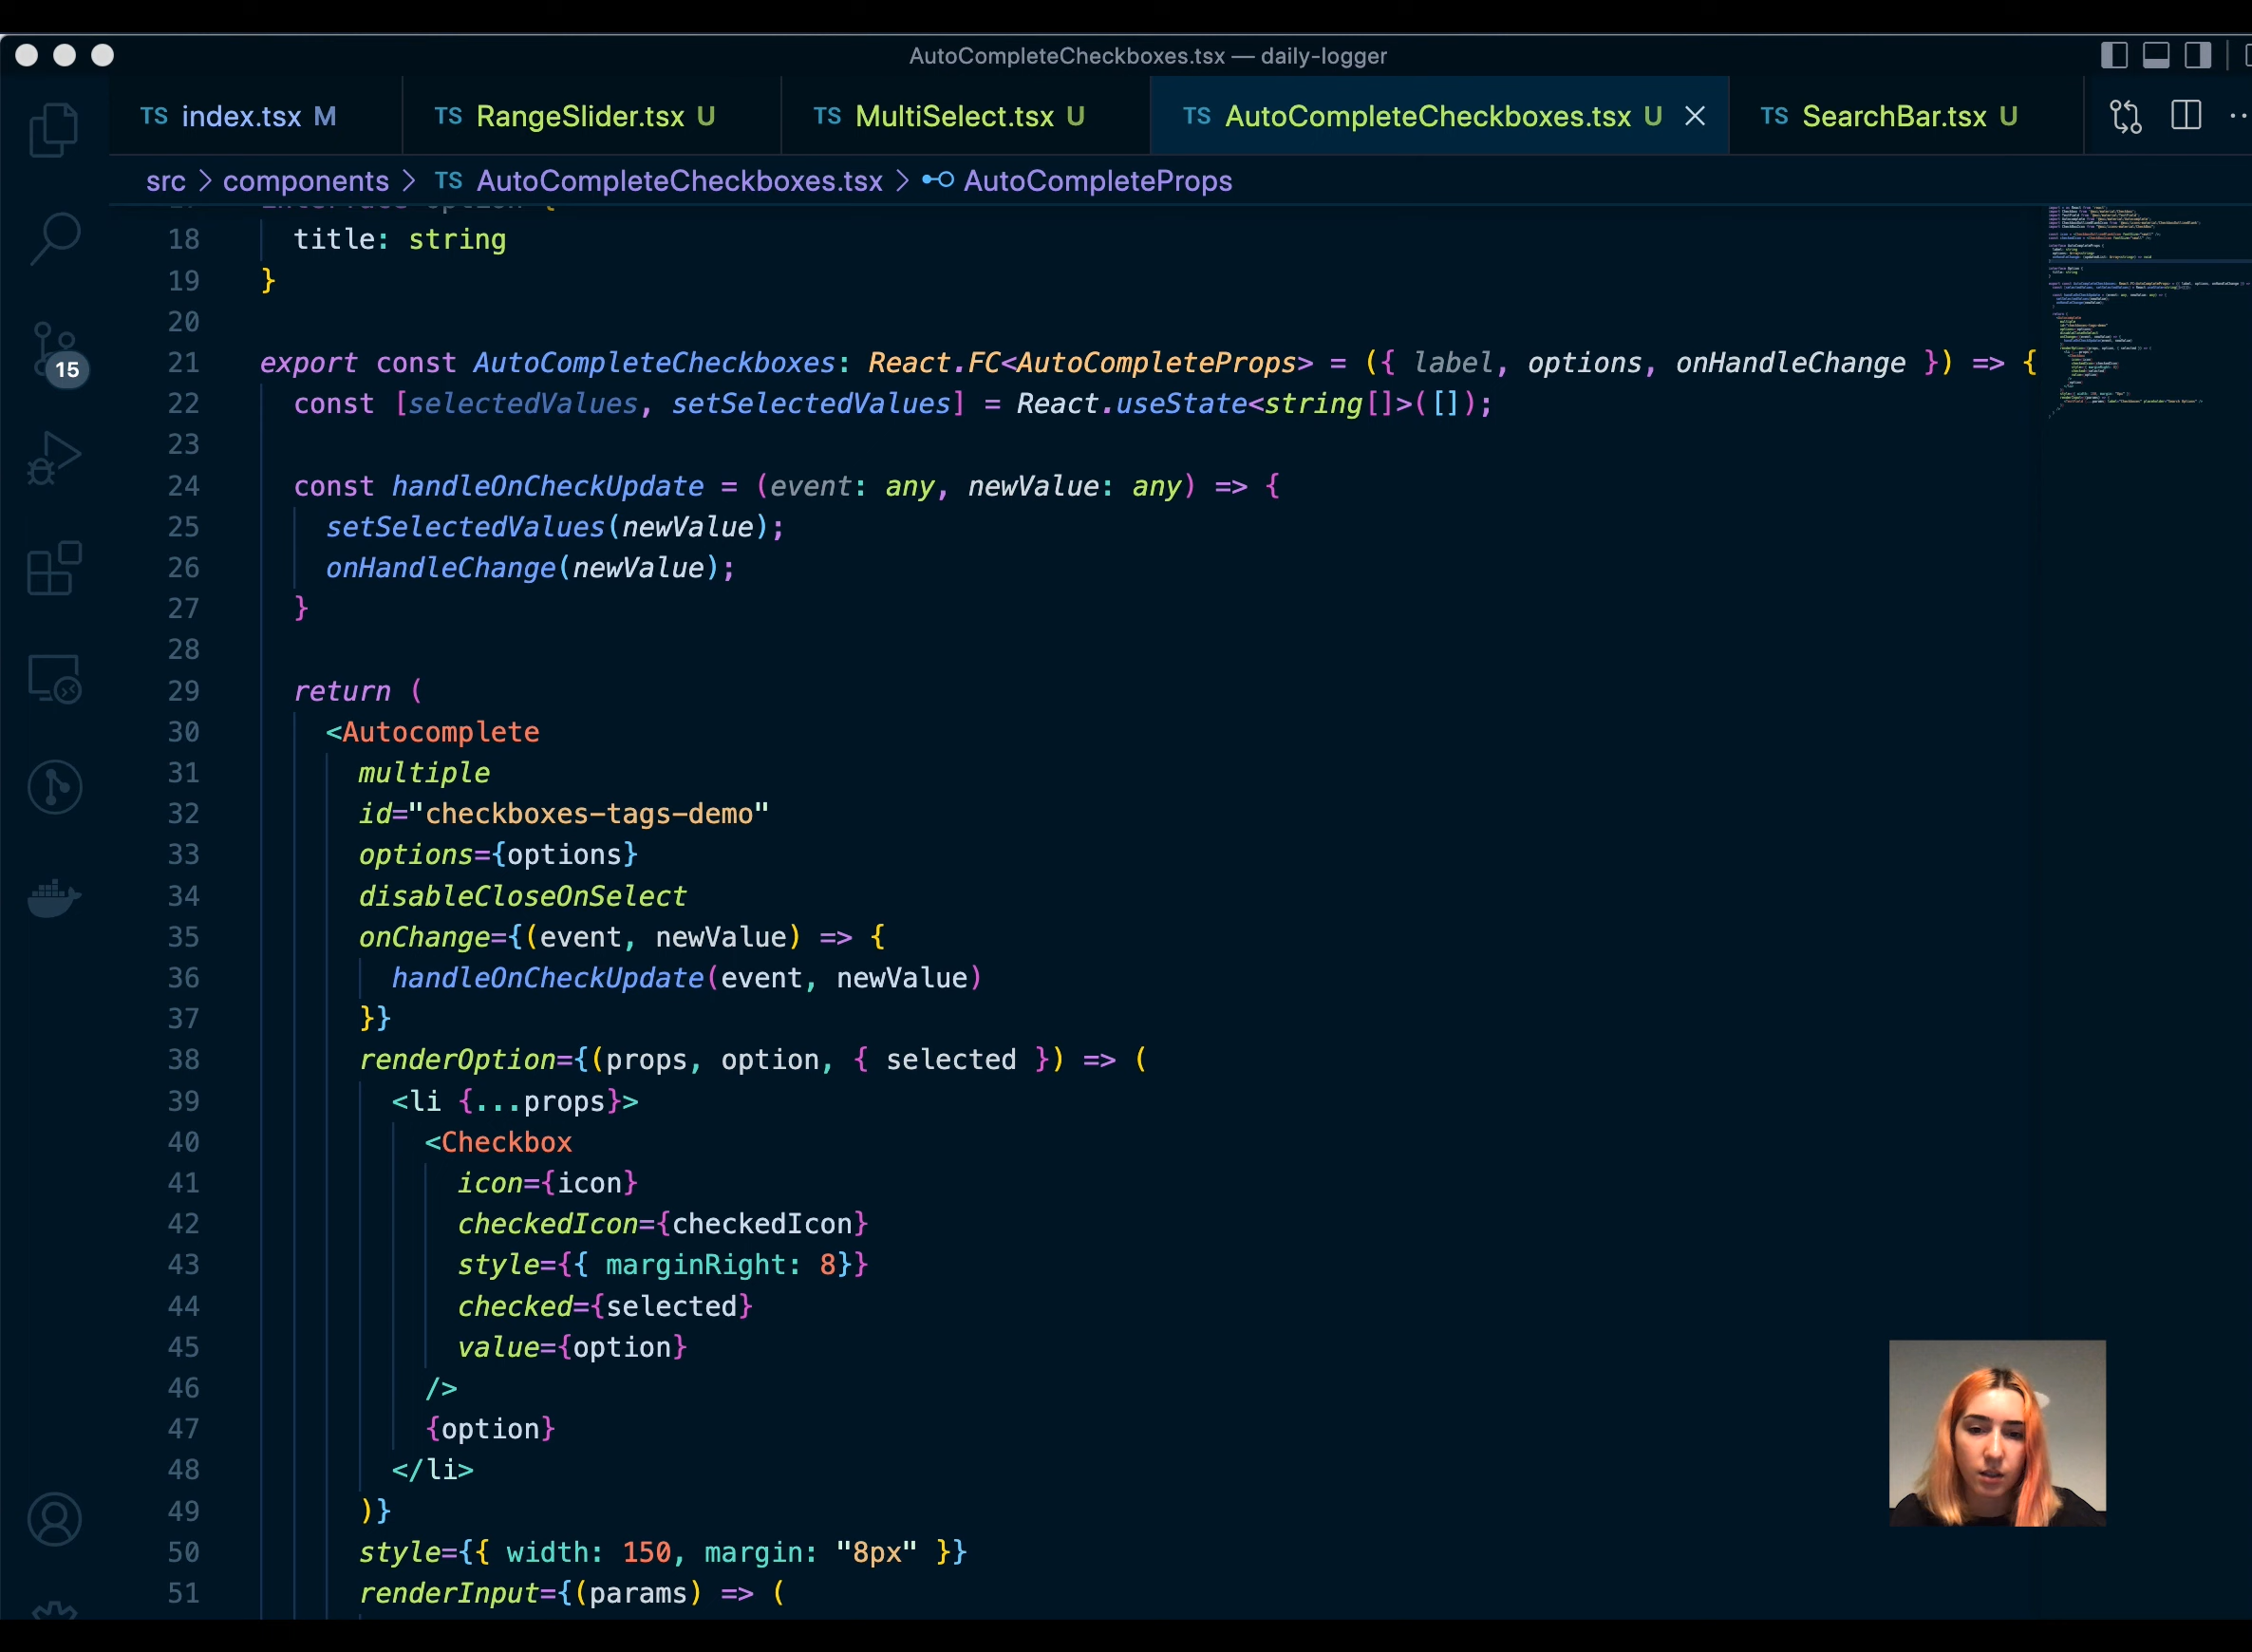 AutoCompleteCheckboxes.tsx — daily-logger
TS index.tsx M
TS RangeSlider.tsx U
TS MultiSelect.tsx U
TS AutoCompleteCheckboxes.tsx U
TS SearchBar.tsx U
src > components > TS AutoCompleteCheckboxes.tsx > AutoCompleteProps
18 title: string
19 }
20
21 export const AutoCompleteCheckboxes: React.FC<AutoCompleteProps> = ({ label, options, onHandleChange }) => {
22 const [selectedValues, setSelectedValues] = React.useState<string[]>([]);
23
24 const handleOnCheckUpdate = (event: any, newValue: any) => {
25 setSelectedValues(newValue);
26 onHandleChange(newValue);
27 }
28
29 return (
30 <Autocomplete
31 multiple
32 id="checkboxes-tags-demo"
33 options={options}
34 disableCloseOnSelect
35 onChange={(event, newValue) => {
36 handleOnCheckUpdate(event, newValue)
37 }}
38 renderOption={(props, option, { selected }) => (
39 <li {...props}>
40 <Checkbox
41 icon={icon}
42 checkedIcon={checkedIcon}
43 style={{ marginRight: 8}}
44 checked={selected}
45 value={option}
46 />
47 {option}
48 </li>
49 )}
50 style={{ width: 150, margin: "8px" }}
51 renderInput={(params) => (
15